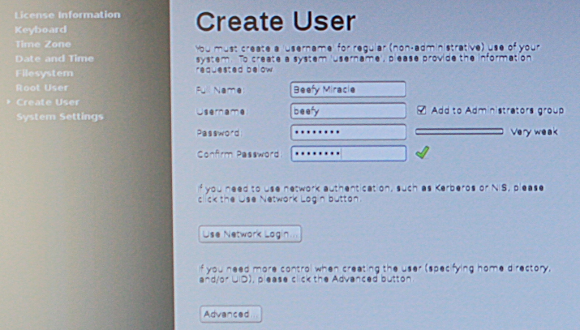 License Information
Keyboard
Time Zone
Date and Time
Filesystem
Root User
Create User
System Settings
Create User
You must create a 'username' for regular (non-administrative) use of your
system. To create a system 'username', please provide the information
requested below.
Full Name:
Beefy Miracle
Username:
beefy
Add to Administrators group
Password:
••••••••
Very weak
Confirm Password:
••••••••
If you need to use network authentication, such as Kerberos or NIS, please
click the Use Network Login button.
Use Network Login...
If you need more control when creating the user (specifying home directory,
and/or UID), please click the Advanced button.
Advanced...